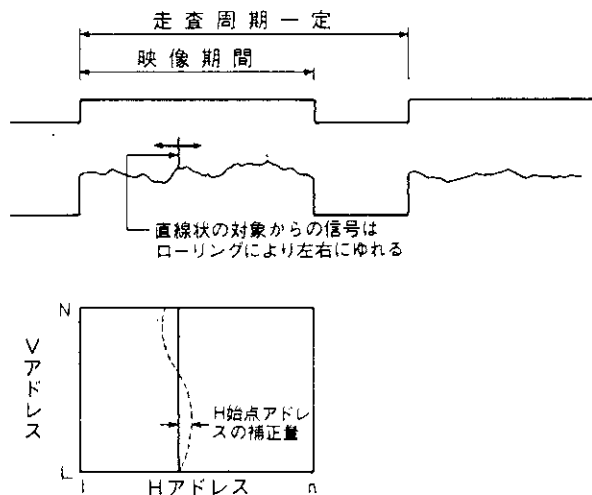 走査周期一定
映像期間
直線状の対象からの信号は
ローリングにより左右にゆれる
N
Vアドレス
H始点アドレ
スの補正量
L
l
Hアドレス
n